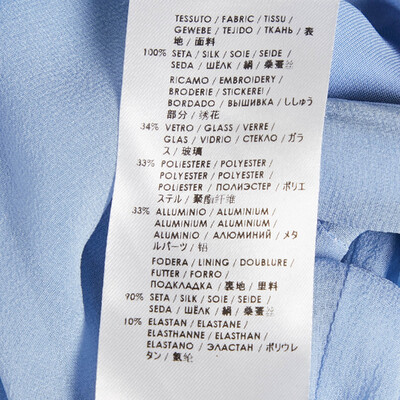 TESSUTO / FABRIC / TISSU /
GEWEBE / TEJIDO / ТКАНЬ / 表
地 / 面料
100% SETA / SILK / SOIE / SEIDE /
SEDA / ШЁЛК / 絹 / 桑蚕丝
RICAMO / EMBROIDERY /
BRODERIE / STICKEREI /
BORDADO / ВЫШИВКА / ししゅう
部分 / 绣花
34% VETRO / GLASS / VERRE /
GLAS / VIDRIO / СТЕКЛО / ガラ
ス / 玻璃
33% POLIESTERE / POLYESTER /
POLYESTER / POLYESTER /
POLIESTER / ПОЛИЭСТЕР / ポリエ
ステル / 聚酯纤维
33% ALLUMINIO / ALUMINIUM /
ALUMINIUM / ALUMINIUM /
ALUMINIO / АЛЮМИНИЙ / メタ
ルパーツ / 铝
FODERA / LINING / DOUBLURE /
FUTTER / FORRO /
ПОДКЛАДКА / 裏地 / 里料
90% SETA / SILK / SOIE / SEIDE /
SEDA / ШЁЛК / 絹 / 桑蚕丝
10% ELASTAN / ELASTANE /
ELASTHANNE / ELASTHAN /
ELASTANO / ЭЛАСТАН / ポリウレ
タン / 氨纶